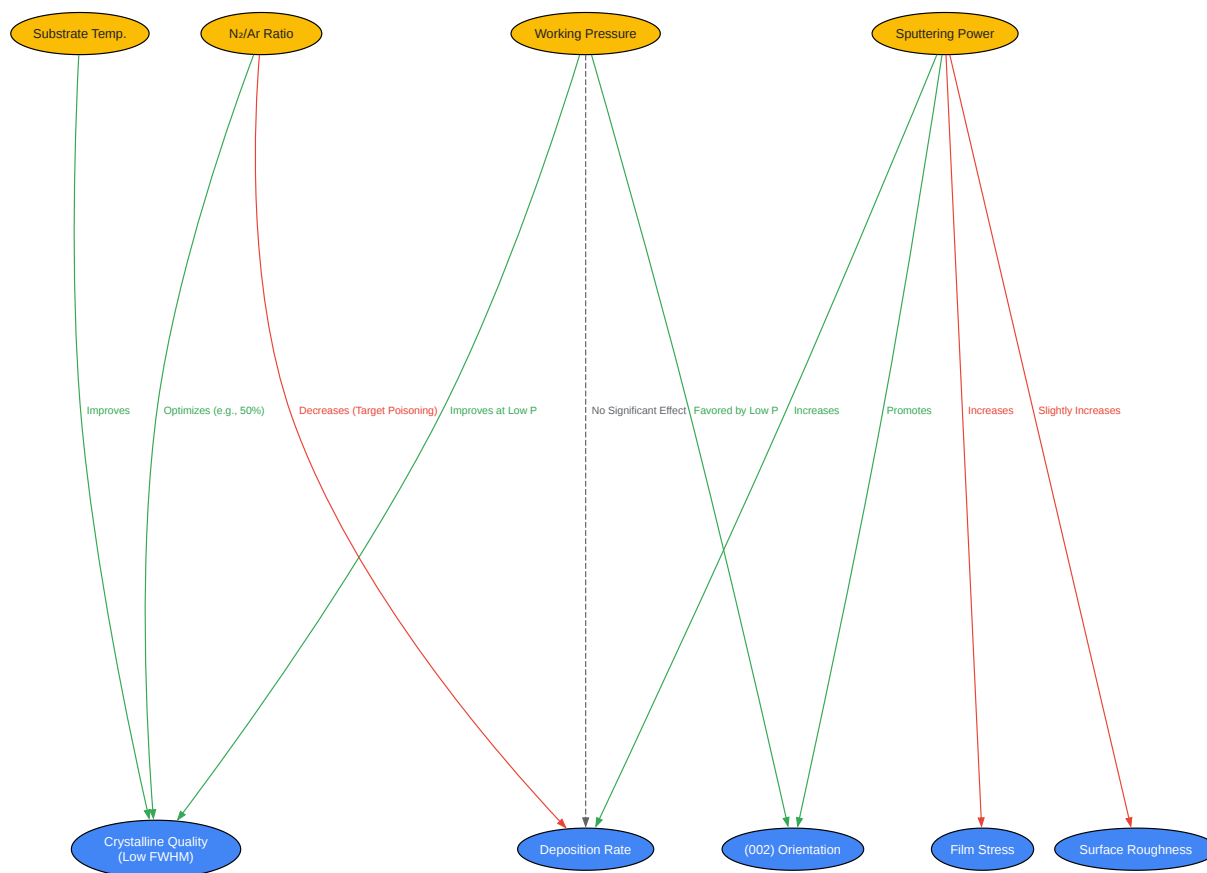 Substrate Temp.
N₂/Ar Ratio
Working Pressure
Sputtering Power
Improves
Optimizes (e.g., 50%)
Decreases (Target Poisoning)
Improves at Low P
No Significant Effect
Favored by Low P
Increases
Promotes
Increases
Slightly Increases
Crystalline Quality
(Low FWHM)
Deposition Rate
(002) Orientation
Film Stress
Surface Roughness